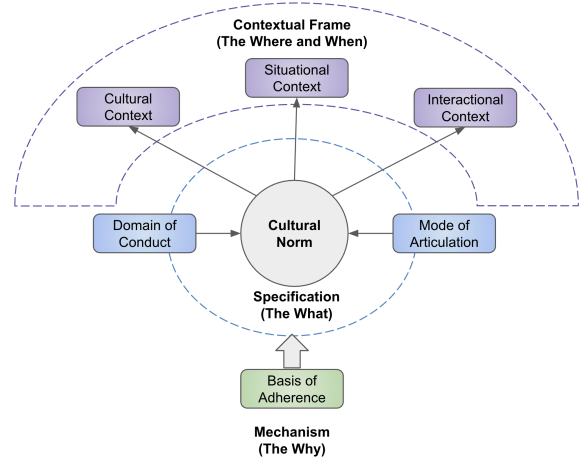 Contextual Frame
(The Where and When)
Situational
Context
Cultural
Context
Interactional
Context
Domain of
Conduct
Cultural
Norm
Mode of
Articulation
Specification
(The What)
Basis of
Adherence
Mechanism
(The Why)